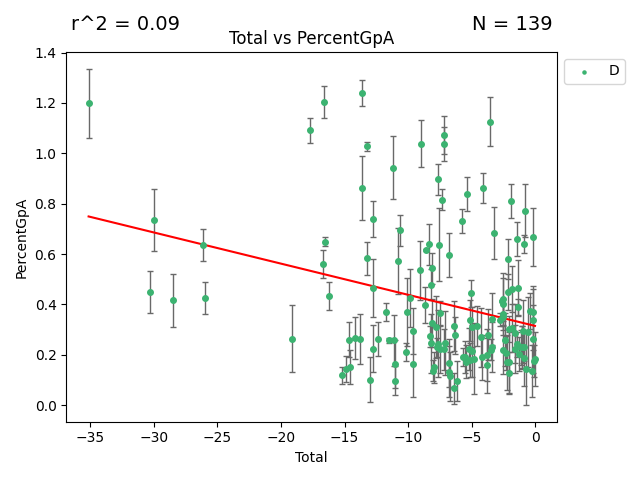 r^2 = 0.09 N = 139
Total vs PercentGpA
D
1.4
1.2
1.0
0.8
0.6
0.4
0.2
0.0
PercentGpA
−35 −30 −25 −20 −15 −10 −5 0
Total